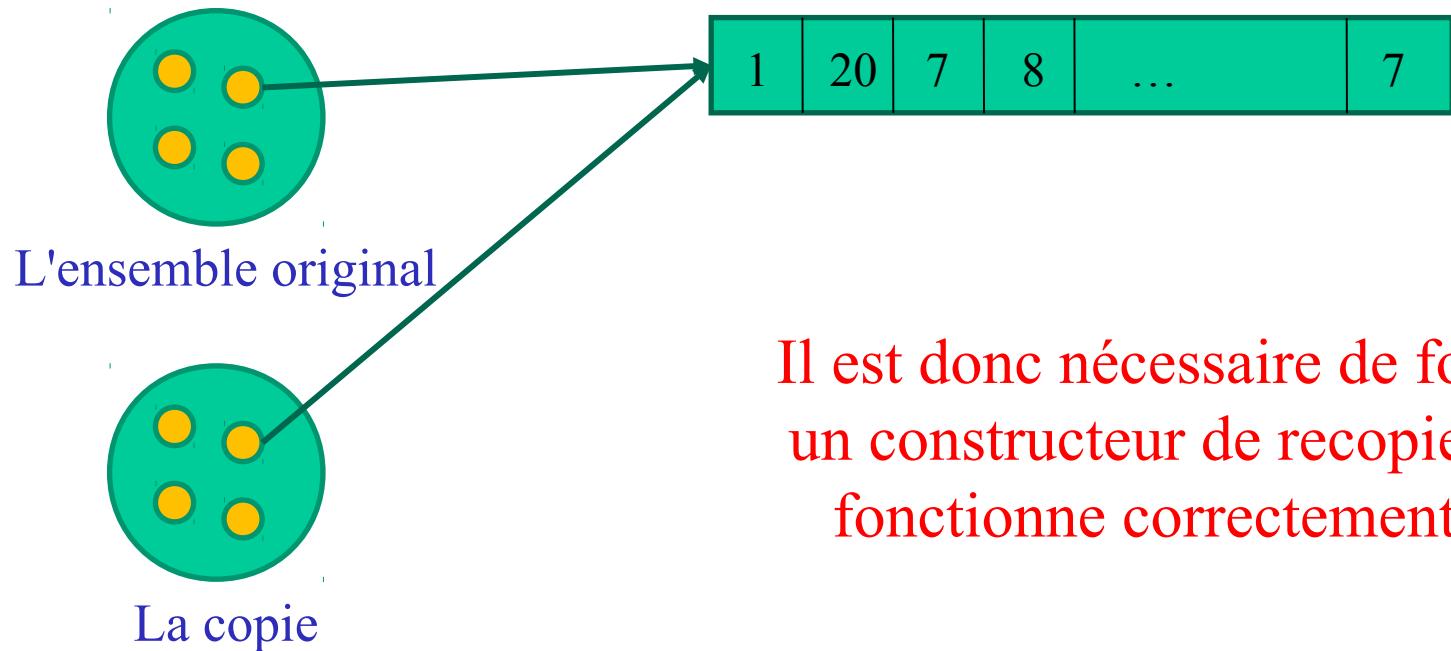 1 20 7 8 … 7
L'ensemble original
Il est donc nécessaire de
un constructeur de recopie
fonctionne correctement
La copie